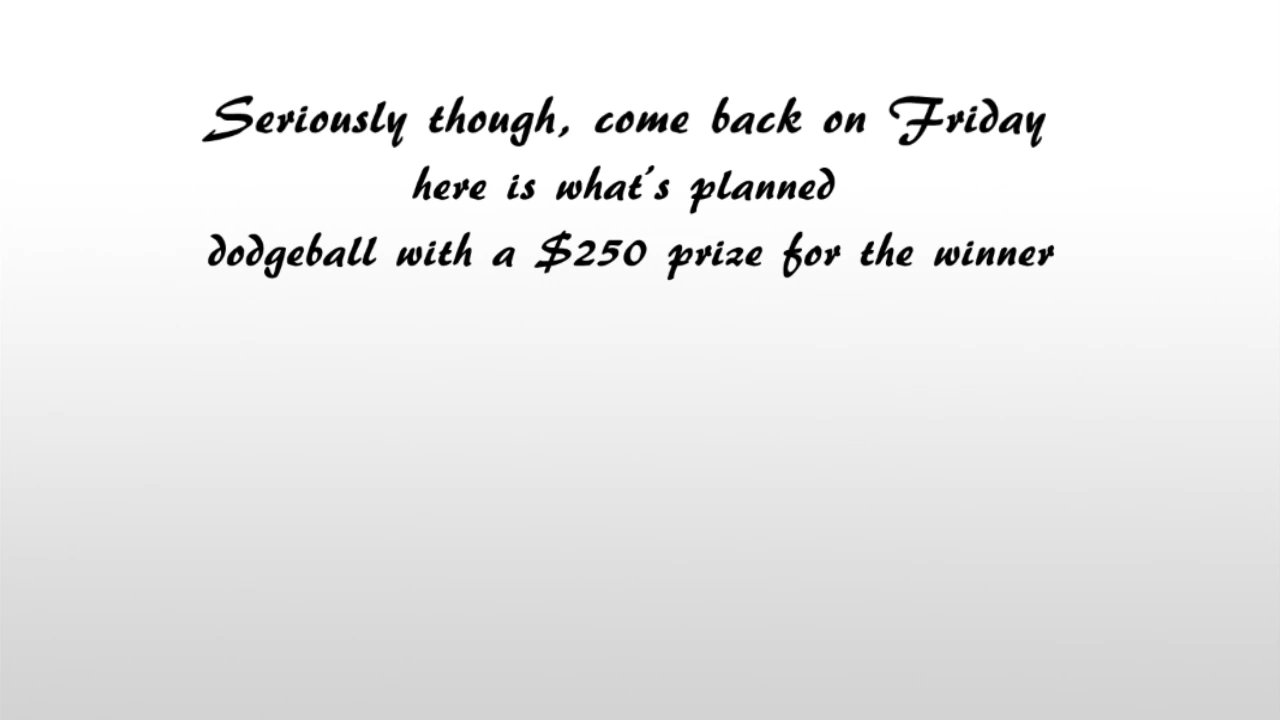 Seriously though, come back on Friday
here is what's planned
dodgeball with a $250 prize for the winner